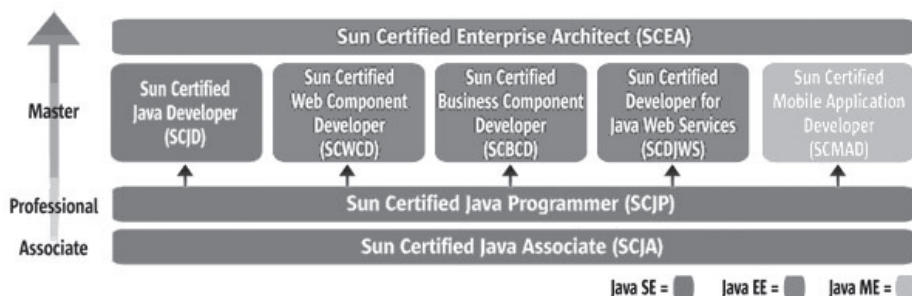 Sun Certified Enterprise Architect (SCEA)
Master
Sun Certified
Java Developer
(SCJD)
Sun Certified
Web Component
Developer
(SCWCD)
Sun Certified
Business Component
Developer
(SCBCD)
Sun Certified
Developer for
Java Web Services
(SCDJWS)
Sun Certified
Mobile Application
Developer
(SCMAD)
Professional
Sun Certified Java Programmer (SCJP)
Associate
Sun Certified Java Associate (SCJA)
Java SE = Java EE = Java ME =